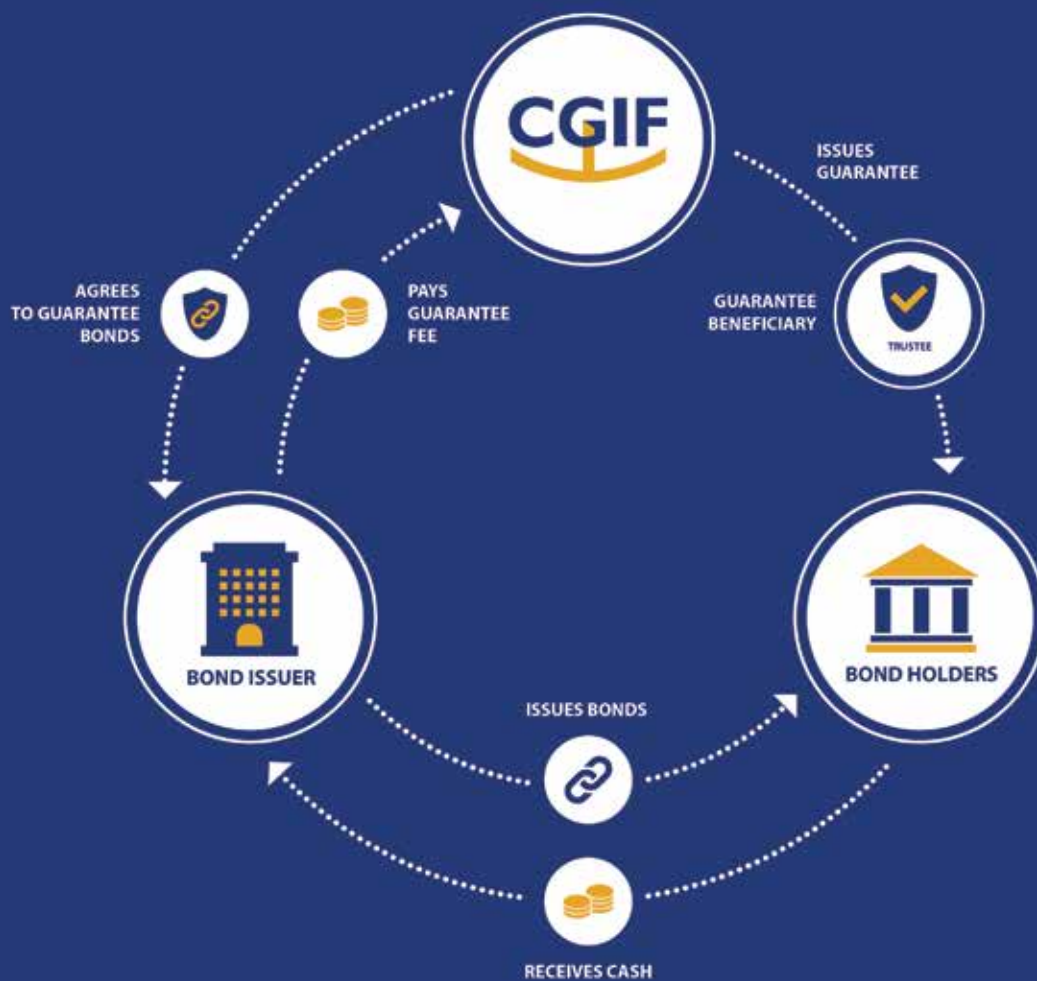 CGIF
ISSUES
GUARANTEE
AGREES
TO GUARANTEE
BONDS
PAYS
GUARANTEE
FEE
GUARANTEE
BENEFICIARY
TRUSTEE
BOND ISSUER
BOND HOLDERS
ISSUES BONDS
RECEIVES CASH